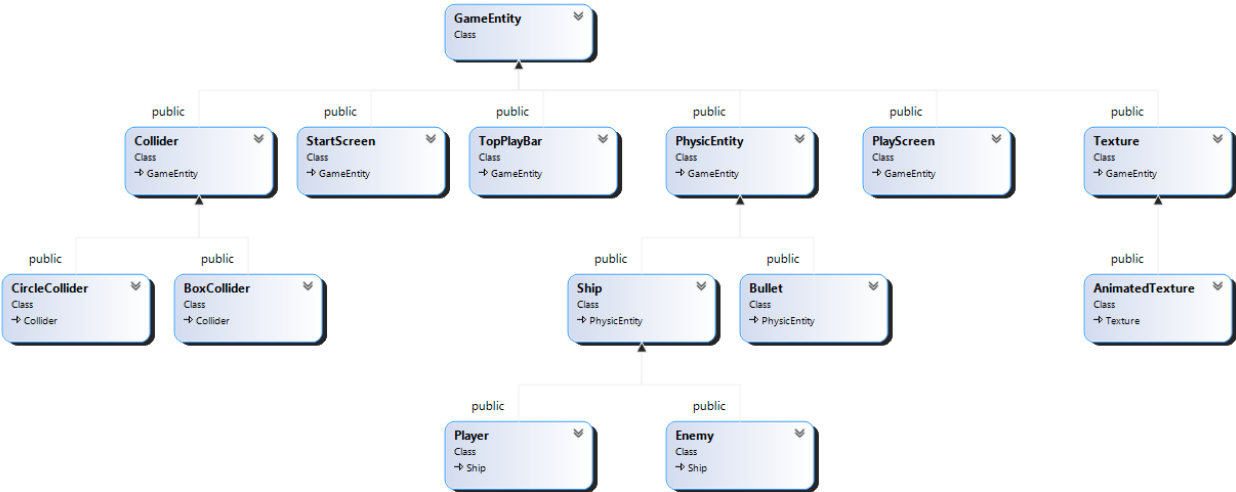 GameEntity
Class
public
public
public
public
public
public
Collider
Class
GameEntity
StartScreen
Class
GameEntity
TopPlayBar
Class
GameEntity
PhysicEntity
Class
GameEntity
PlayScreen
Class
GameEntity
Texture
Class
GameEntity
public
public
public
public
public
CircleCollider
Class
Collider
BoxCollider
Class
Collider
Ship
Class
PhysicEntity
Bullet
Class
PhysicEntity
AnimatedTexture
Class
Texture
public
public
Player
Class
Ship
Enemy
Class
Ship